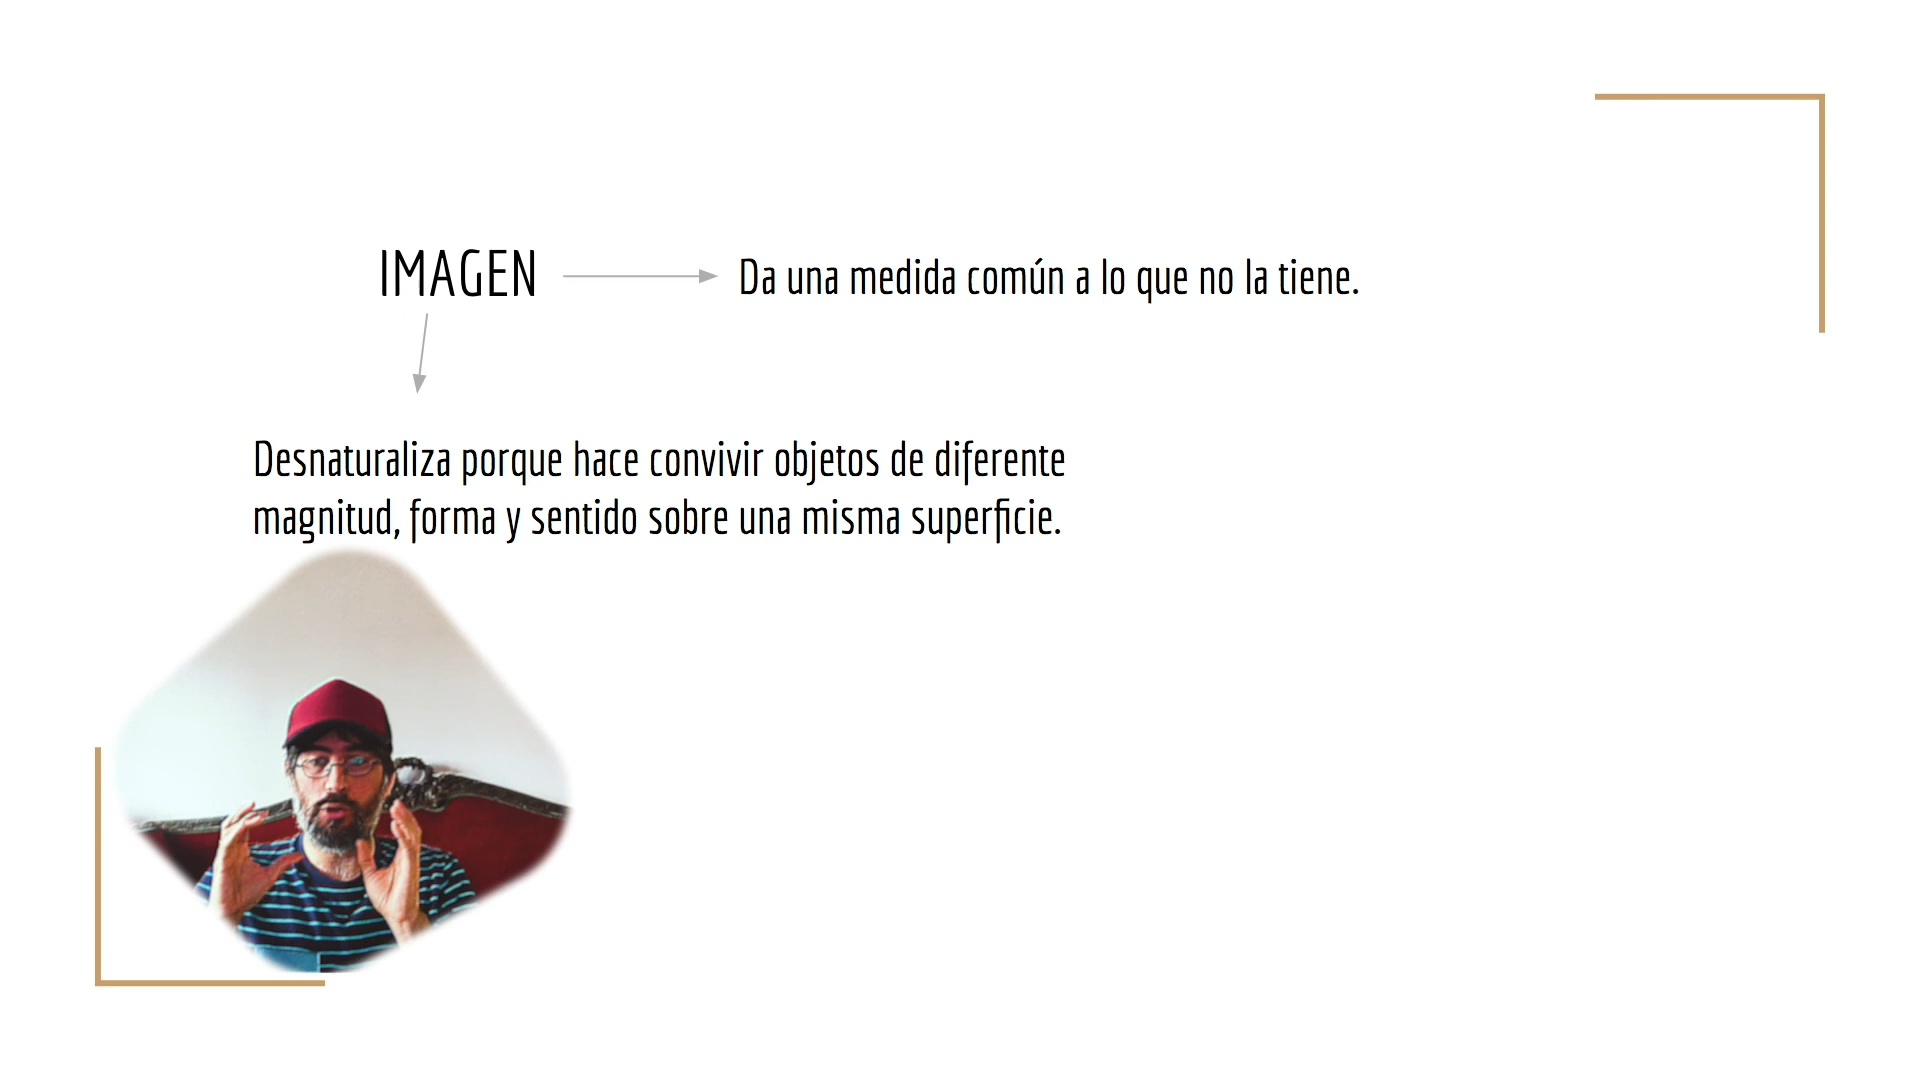 IMAGEN
Da una medida común a lo que no la tiene.
Desnaturaliza porque hace convivir objetos de diferente
magnitud, forma y sentido sobre una misma superficie.